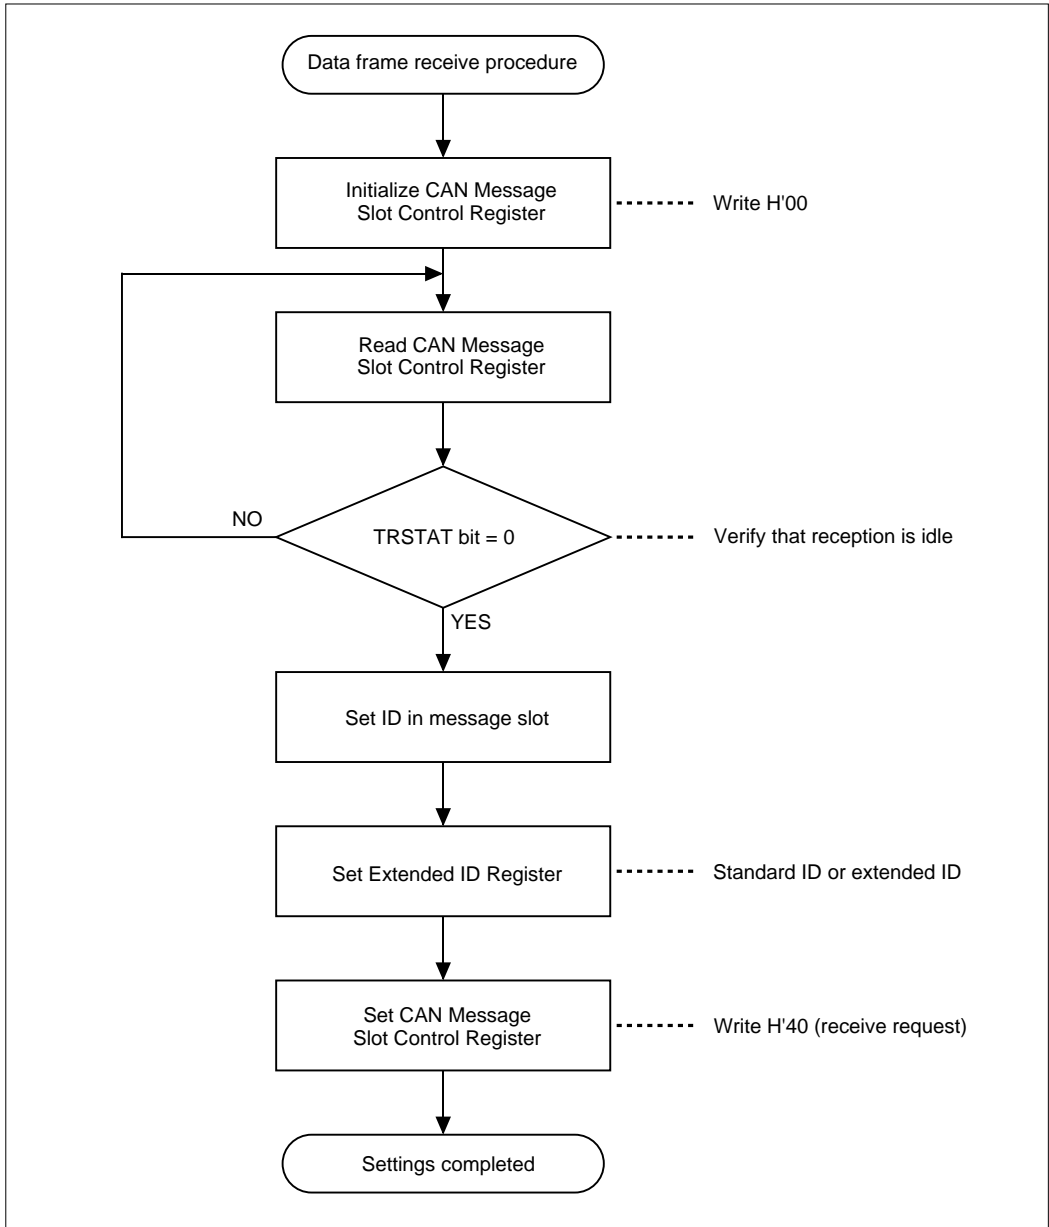 Data frame receive procedure
Initialize CAN Message
Slot Control Register
Write H'00
Read CAN Message
Slot Control Register
NO
TRSTAT bit = 0
Verify that reception is idle
YES
Set ID in message slot
Set Extended ID Register
Standard ID or extended ID
Set CAN Message
Slot Control Register
Write H'40 (receive request)
Settings completed